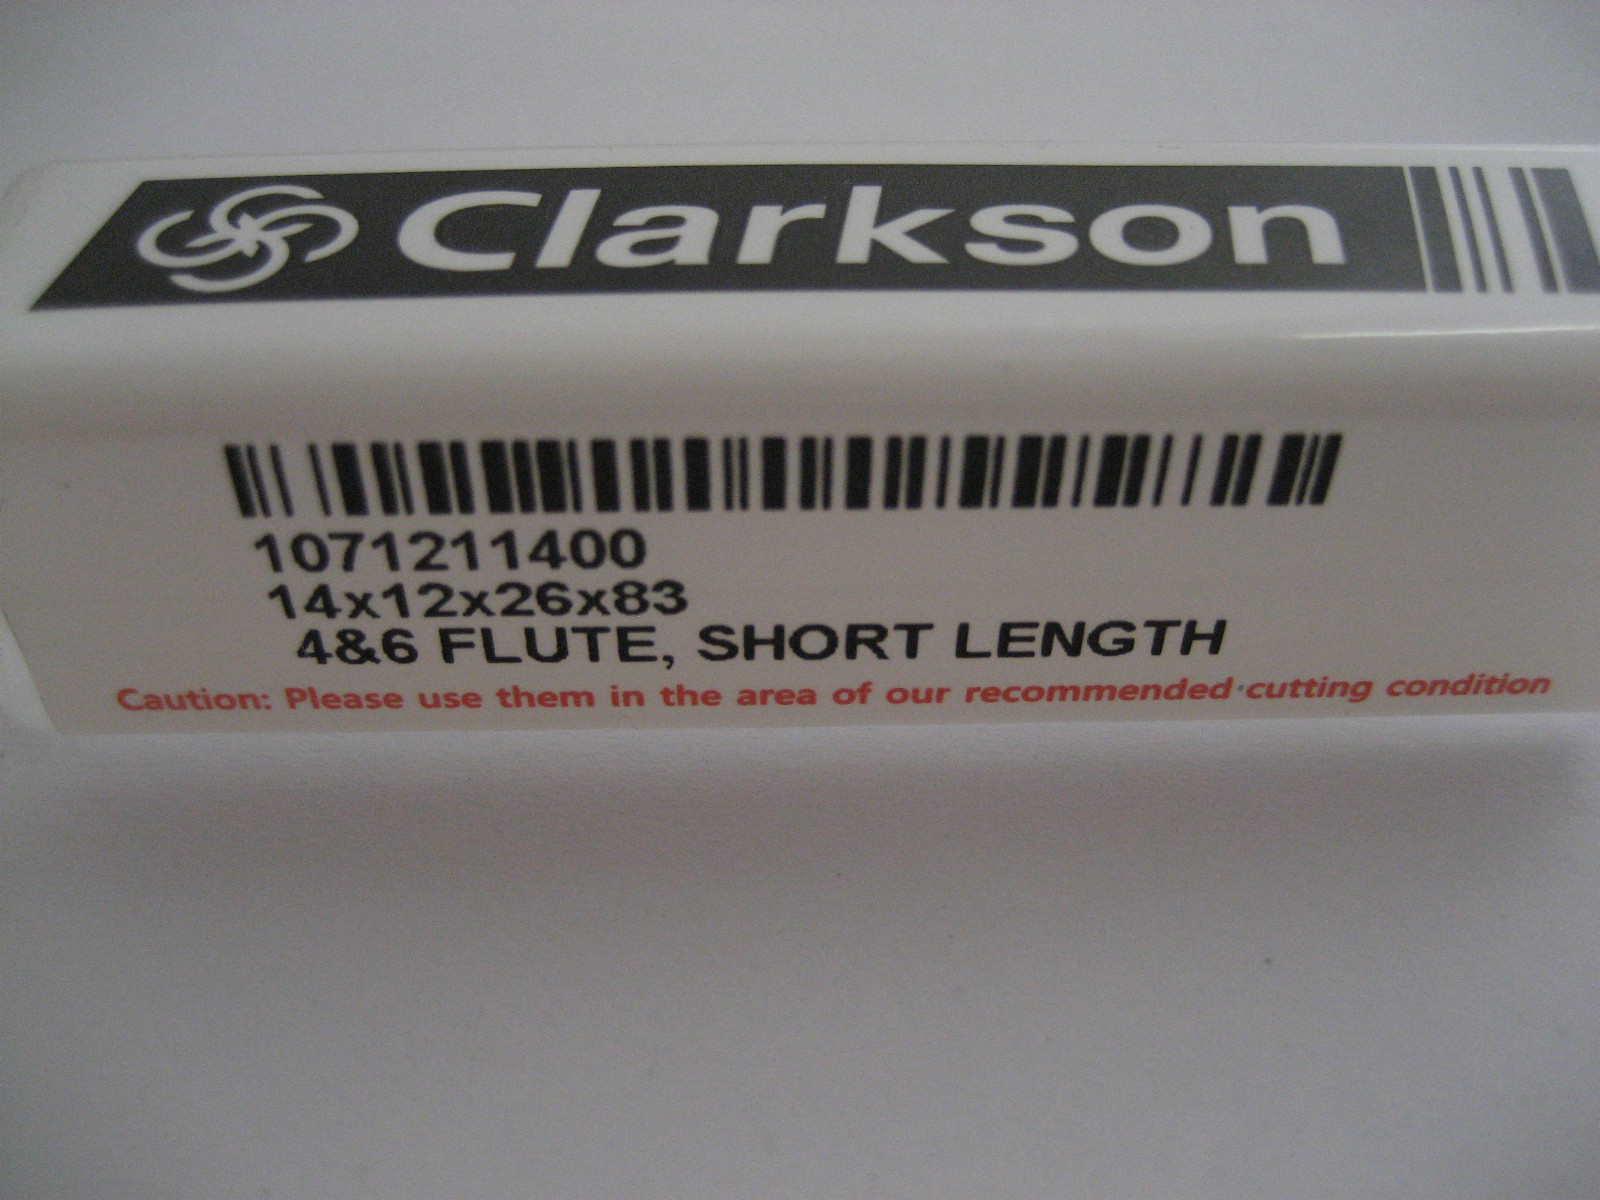 Clarkson
1071211400
14x12x26x83
4&6 FLUTE, SHORT LENGTH
Caution: Please use them in the area of our recommended cutting condition